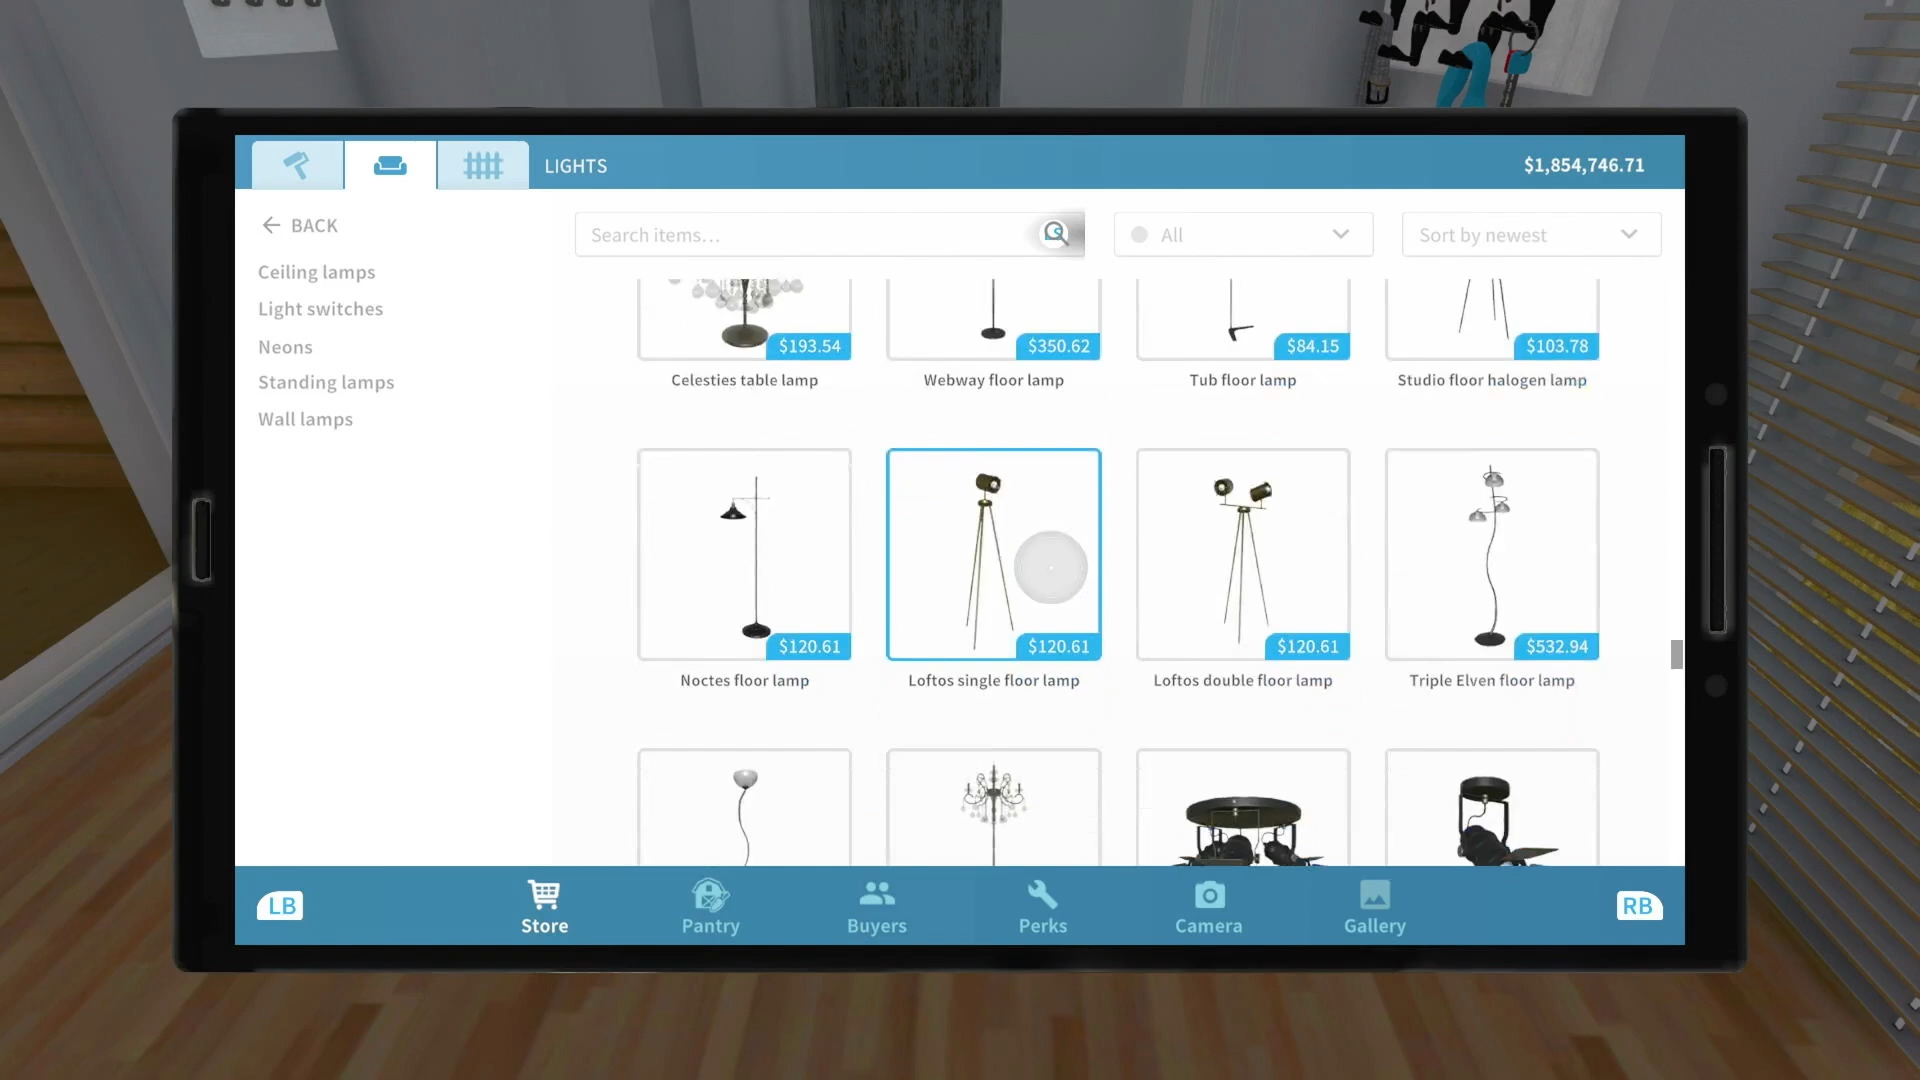 LIGHTS
$1,854,746.71
BACK
Search items...
All
Sort by newest
Ceiling lamps
Light switches
Neons
Standing lamps
Wall lamps
$193.54
$350.62
$84.15
$103.78
Celesties table lamp
Webway floor lamp
Tub floor lamp
Studio floor halogen lamp
$120.61
$120.61
$120.61
$532.94
Noctes floor lamp
Loftos single floor lamp
Loftos double floor lamp
Triple Elven floor lamp
LB
Store
Pantry
Buyers
Perks
Camera
Gallery
RB